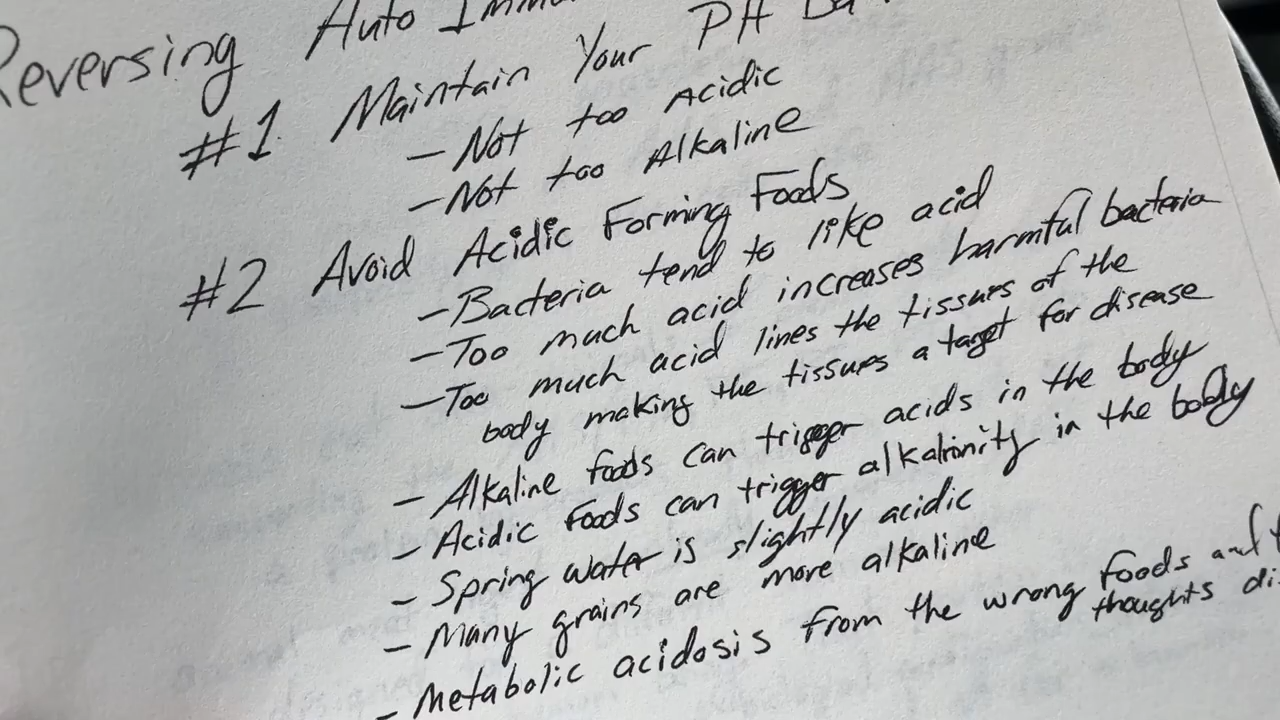 Reversing Auto
#1 Maintain Your PH
- Not too Acidic
- Not too Alkaline
#2 Avoid Acidic Forming Foods
- Bacteria tend to like acid
- Too much acid increases harmful bacteria
- Too much acid lines the tissues of the
body making the tissues a target for disease
- Alkaline foods can trigger acids in the body
- Acidic foods can trigger alkalinity in the body
- Spring water is slightly acidic
- Many grains are more alkaline
- Metabolic acidosis from the wrong foods and
thoughts